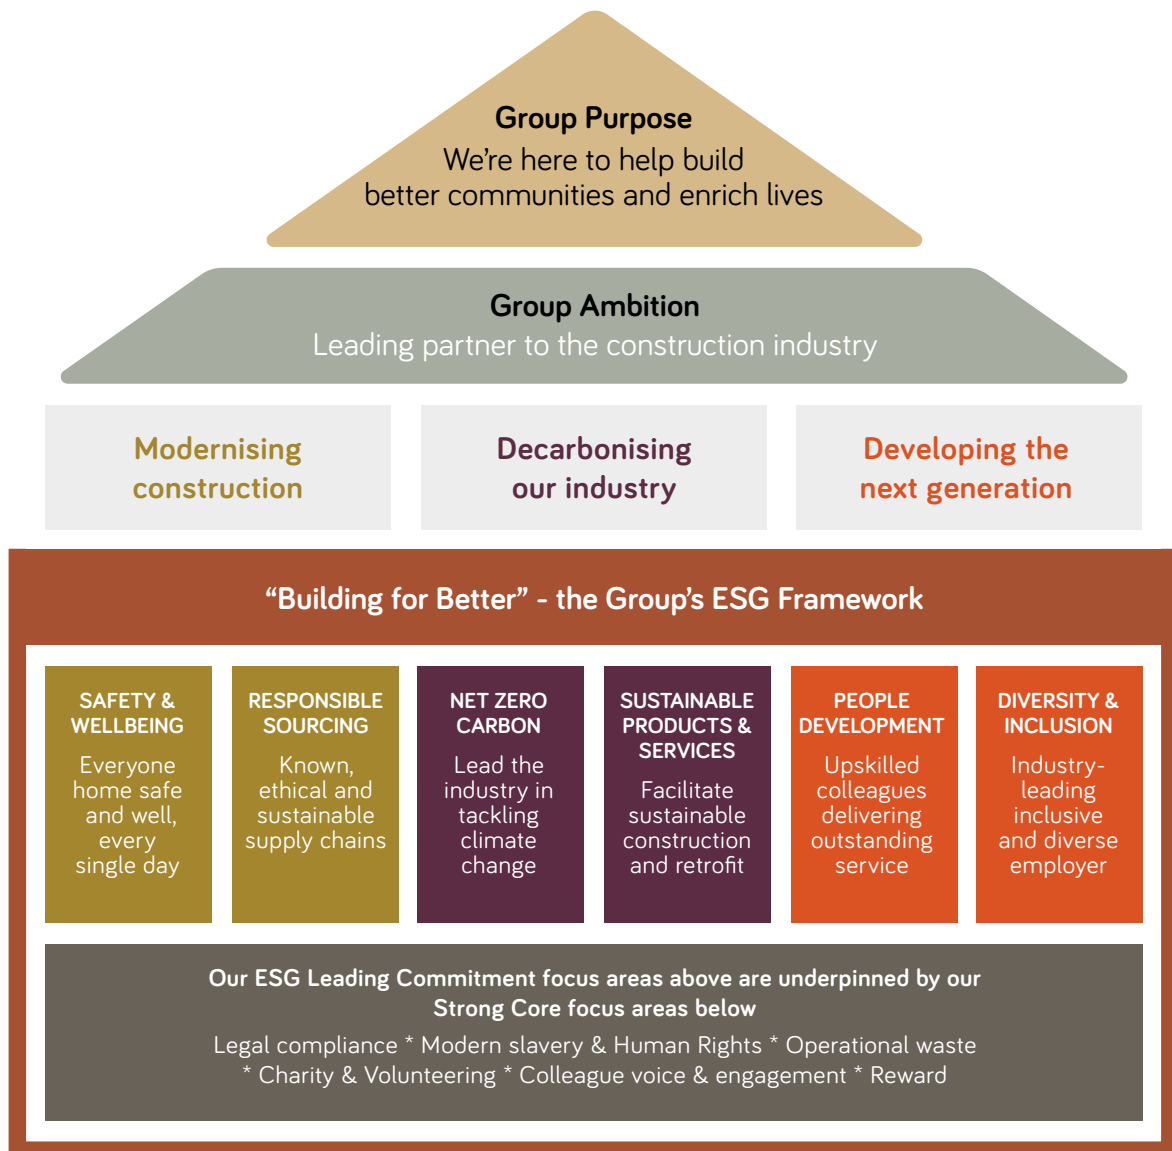 Group Purpose
We're here to help build
better communities and enrich lives
Group Ambition
Leading partner to the construction industry
Modernising
construction
Decarbonising
our industry
Developing the
next generation
“Building for Better” - the Group's ESG Framework
SAFETY &
WELLBEING
Everyone
home safe
and well,
every
single day
RESPONSIBLE
SOURCING
Known,
ethical and
sustainable
supply chains
NET ZERO
CARBON
Lead the
industry in
tackling
climate
change
SUSTAINABLE
PRODUCTS &
SERVICES
Facilitate
sustainable
construction
and retrofit
PEOPLE
DEVELOPMENT
Upskilled
colleagues
delivering
outstanding
service
DIVERSITY &
INCLUSION
Industry-
leading
inclusive
and diverse
employer
Our ESG Leading Commitment focus areas above are underpinned by our
Strong Core focus areas below
Legal compliance * Modern slavery & Human Rights * Operational waste
* Charity & Volunteering * Colleague voice & engagement * Reward